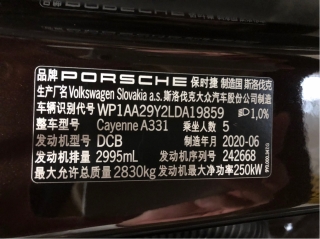 品牌 PORSCHE 保时捷 制造国 斯洛伐克
生产厂名 Volkswagen Slovakia a.s. 斯洛伐克大众汽车股份公司制造
车辆识别代号 WP1AA29Y2LDA19859 1,0%
整车型号 Cayenne A331 乘坐人数 5
发动机型号 DCB 制造年月 2020-06
发动机排量 2995mL 生产序号 242668
最大允许总质量 2830kg 发动机最大净功率 250kW